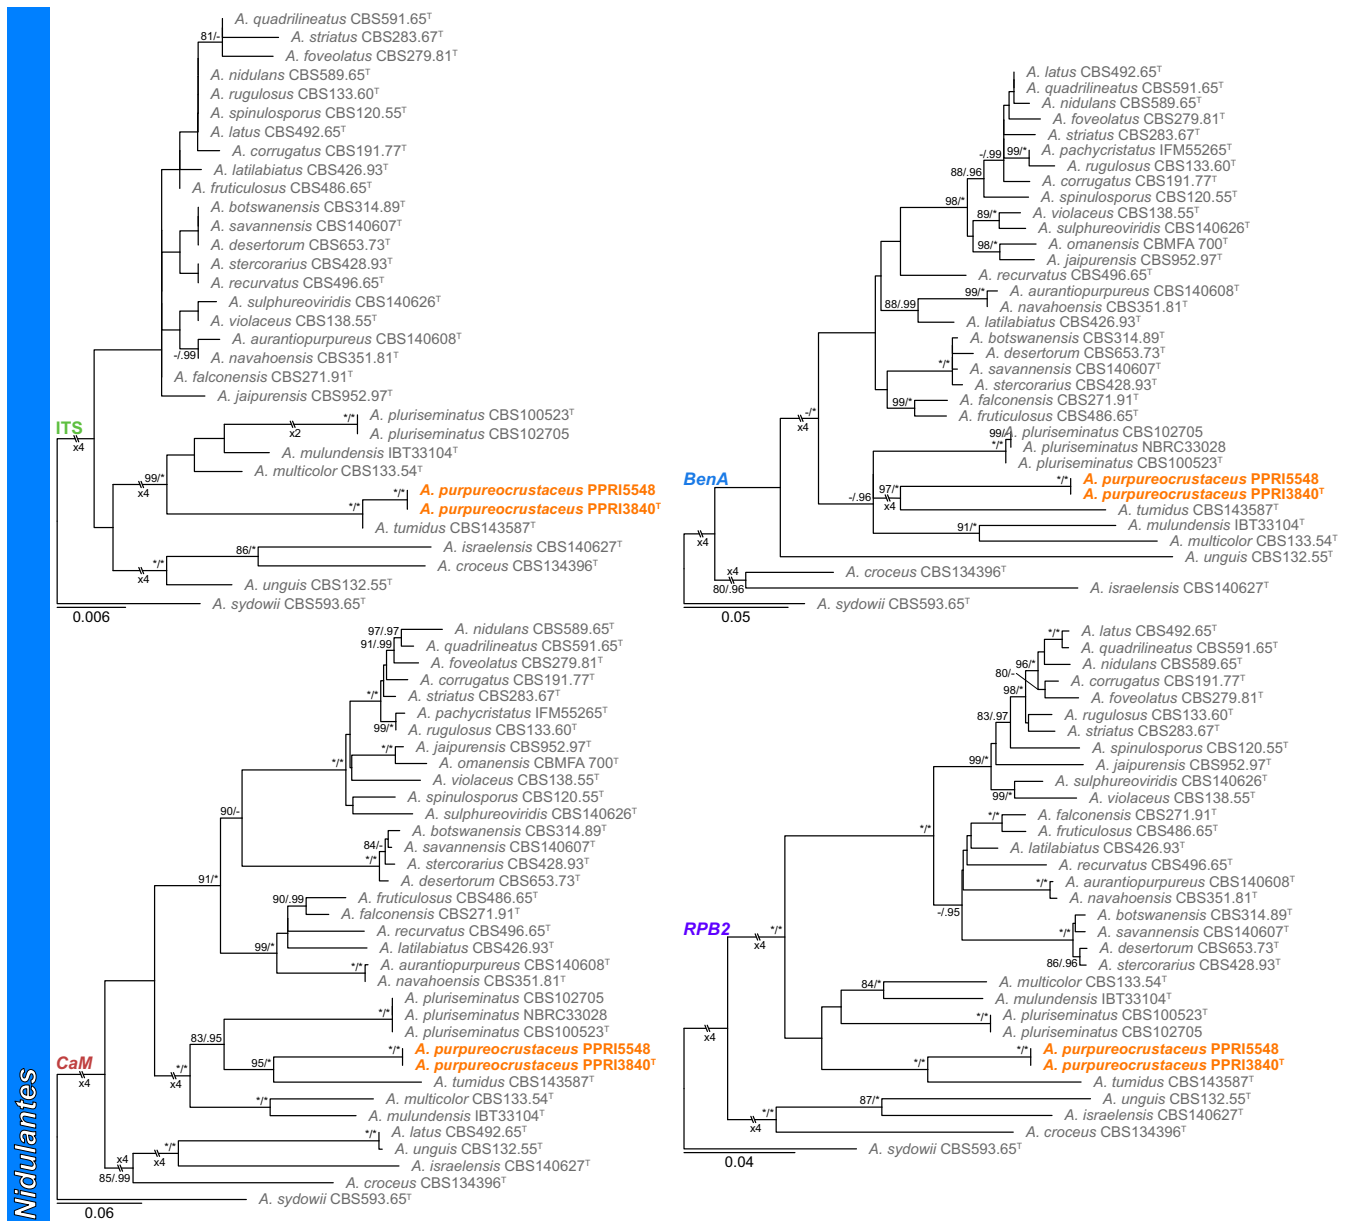 Nidulantes
ITS
81/-
A. quadrilineatus CBS591.65T
A. striatus CBS283.67T
A. foveolatus CBS279.81T
A. nidulans CBS589.65T
A. rugulosus CBS133.60T
A. spinulosporus CBS120.55T
A. latus CBS492.65T
A. corrugatus CBS191.77T
A. latilabiatus CBS426.93T
A. fruticulosus CBS486.65T
A. botswanensis CBS314.89T
A. savannensis CBS140607T
A. desertorum CBS653.73T
A. stercorarius CBS428.93T
A. recurvatus CBS496.65T
A. sulphureoviridis CBS140626T
A. violaceus CBS138.55T
A. aurantiopurpureus CBS140608T
-/.99
A. navahoensis CBS351.81T
A. falconensis CBS271.91T
A. jaipurensis CBS952.97T
*/*
x2
A. pluriseminatus CBS100523T
A. pluriseminatus CBS102705
x4
A. mulundensis IBT33104T
A. multicolor CBS133.54T
99/*
x4
*/*
*/*
A. purpureocrustaceus PPRI5548
A. purpureocrustaceus PPRI3840T
A. tumidus CBS143587T
86/*
A. israelensis CBS140627T
*/*
x4
A. croceus CBS134396T
A. unguis CBS132.55T
A. sydowii CBS593.65T
0.006
BenA
A. latus CBS492.65T
A. quadrilineatus CBS591.65T
A. nidulans CBS589.65T
A. foveolatus CBS279.81T
A. striatus CBS283.67T
-/.99
99/*
A. pachycristatus IFM55265T
A. rugulosus CBS133.60T
88/.96
A. corrugatus CBS191.77T
A. spinulosporus CBS120.55T
98/*
89/*
A. violaceus CBS138.55T
A. sulphureoviridis CBS140626T
98/*
A. omanensis CBMFA 700T
A. jaipurensis CBS952.97T
A. recurvatus CBS496.65T
99/*
A. aurantiopurpureus CBS140608T
88/.99
A. navahoensis CBS351.81T
A. latilabiatus CBS426.93T
A. botswanensis CBS314.89T
A. desertorum CBS653.73T
*/*
A. savannensis CBS140607T
A. stercorarius CBS428.93T
99/*
A. falconensis CBS271.91T
-/*
x4
A. fruticulosus CBS486.65T
99/
A. pluriseminatus CBS102705
*/*
A. pluriseminatus NBRC33028
A. pluriseminatus CBS100523T
-/.96
97/*
x4
*/*
A. purpureocrustaceus PPRI5548
A. purpureocrustaceus PPRI3840T
A. tumidus CBS143587T
91/*
A. mulundensis IBT33104T
A. multicolor CBS133.54T
x4
A. unguis CBS132.55T
x4
80/.96
A. croceus CBS134396T
A. israelensis CBS140627T
A. sydowii CBS593.65T
0.05
CaM
97/.97
A. nidulans CBS589.65T
91/.99
A. quadrilineatus CBS591.65T
A. foveolatus CBS279.81T
A. corrugatus CBS191.77T
*/*
A. striatus CBS283.67T
A. pachycristatus IFM55265T
99/*
A. rugulosus CBS133.60T
*/*
A. jaipurensis CBS952.97T
*/*
A. omanensis CBMFA 700T
A. violaceus CBS138.55T
A. spinulosporus CBS120.55T
90/-
A. sulphureoviridis CBS140626T
A. botswanensis CBS314.89T
84/-
A. savannensis CBS140607T
*/*
A. stercorarius CBS428.93T
91/*
A. desertorum CBS653.73T
90/.99
A. fruticulosus CBS486.65T
A. falconensis CBS271.91T
A. recurvatus CBS496.65T
99/*
A. latilabiatus CBS426.93T
*/*
A. aurantiopurpureus CBS140608T
A. navahoensis CBS351.81T
A. pluriseminatus CBS102705
*/*
A. pluriseminatus NBRC33028
A. pluriseminatus CBS100523T
83/.95
*/*
A. purpureocrustaceus PPRI5548
95/*
A. purpureocrustaceus PPRI3840T
*/*
x4
x4
A. tumidus CBS143587T
*/*
A. multicolor CBS133.54T
A. mulundensis IBT33104T
*/*
A. latus CBS492.65T
*/*
A. unguis CBS132.55T
x4
x4
A. israelensis CBS140627T
85/.99
A. croceus CBS134396T
A. sydowii CBS593.65T
0.06
RPB2
*/*
A. latus CBS492.65T
A. quadrilineatus CBS591.65T
96/*
A. nidulans CBS589.65T
80/-
A. corrugatus CBS191.77T
98/*
A. foveolatus CBS279.81T
83/.97
A. rugulosus CBS133.60T
A. striatus CBS283.67T
A. spinulosporus CBS120.55T
99/*
A. jaipurensis CBS952.97T
A. sulphureoviridis CBS140626T
99/*
A. violaceus CBS138.55T
*/*
*/*
A. falconensis CBS271.91T
A. fruticulosus CBS486.65T
A. latilabiatus CBS426.93T
A. recurvatus CBS496.65T
*/*
A. aurantiopurpureus CBS140608T
A. navahoensis CBS351.81T
-/.95
A. botswanensis CBS314.89T
*/*
A. savannensis CBS140607T
A. desertorum CBS653.73T
86/.96
A. stercorarius CBS428.93T
*/*
x4
84/*
A. multicolor CBS133.54T
A. mulundensis IBT33104T
*/*
A. pluriseminatus CBS100523T
x4
A. pluriseminatus CBS102705
*/*
*/*
A. purpureocrustaceus PPRI5548
A. purpureocrustaceus PPRI3840T
A. tumidus CBS143587T
87/*
A. unguis CBS132.55T
*/*
x4
A. israelensis CBS140627T
A. croceus CBS134396T
A. sydowii CBS593.65T
0.04